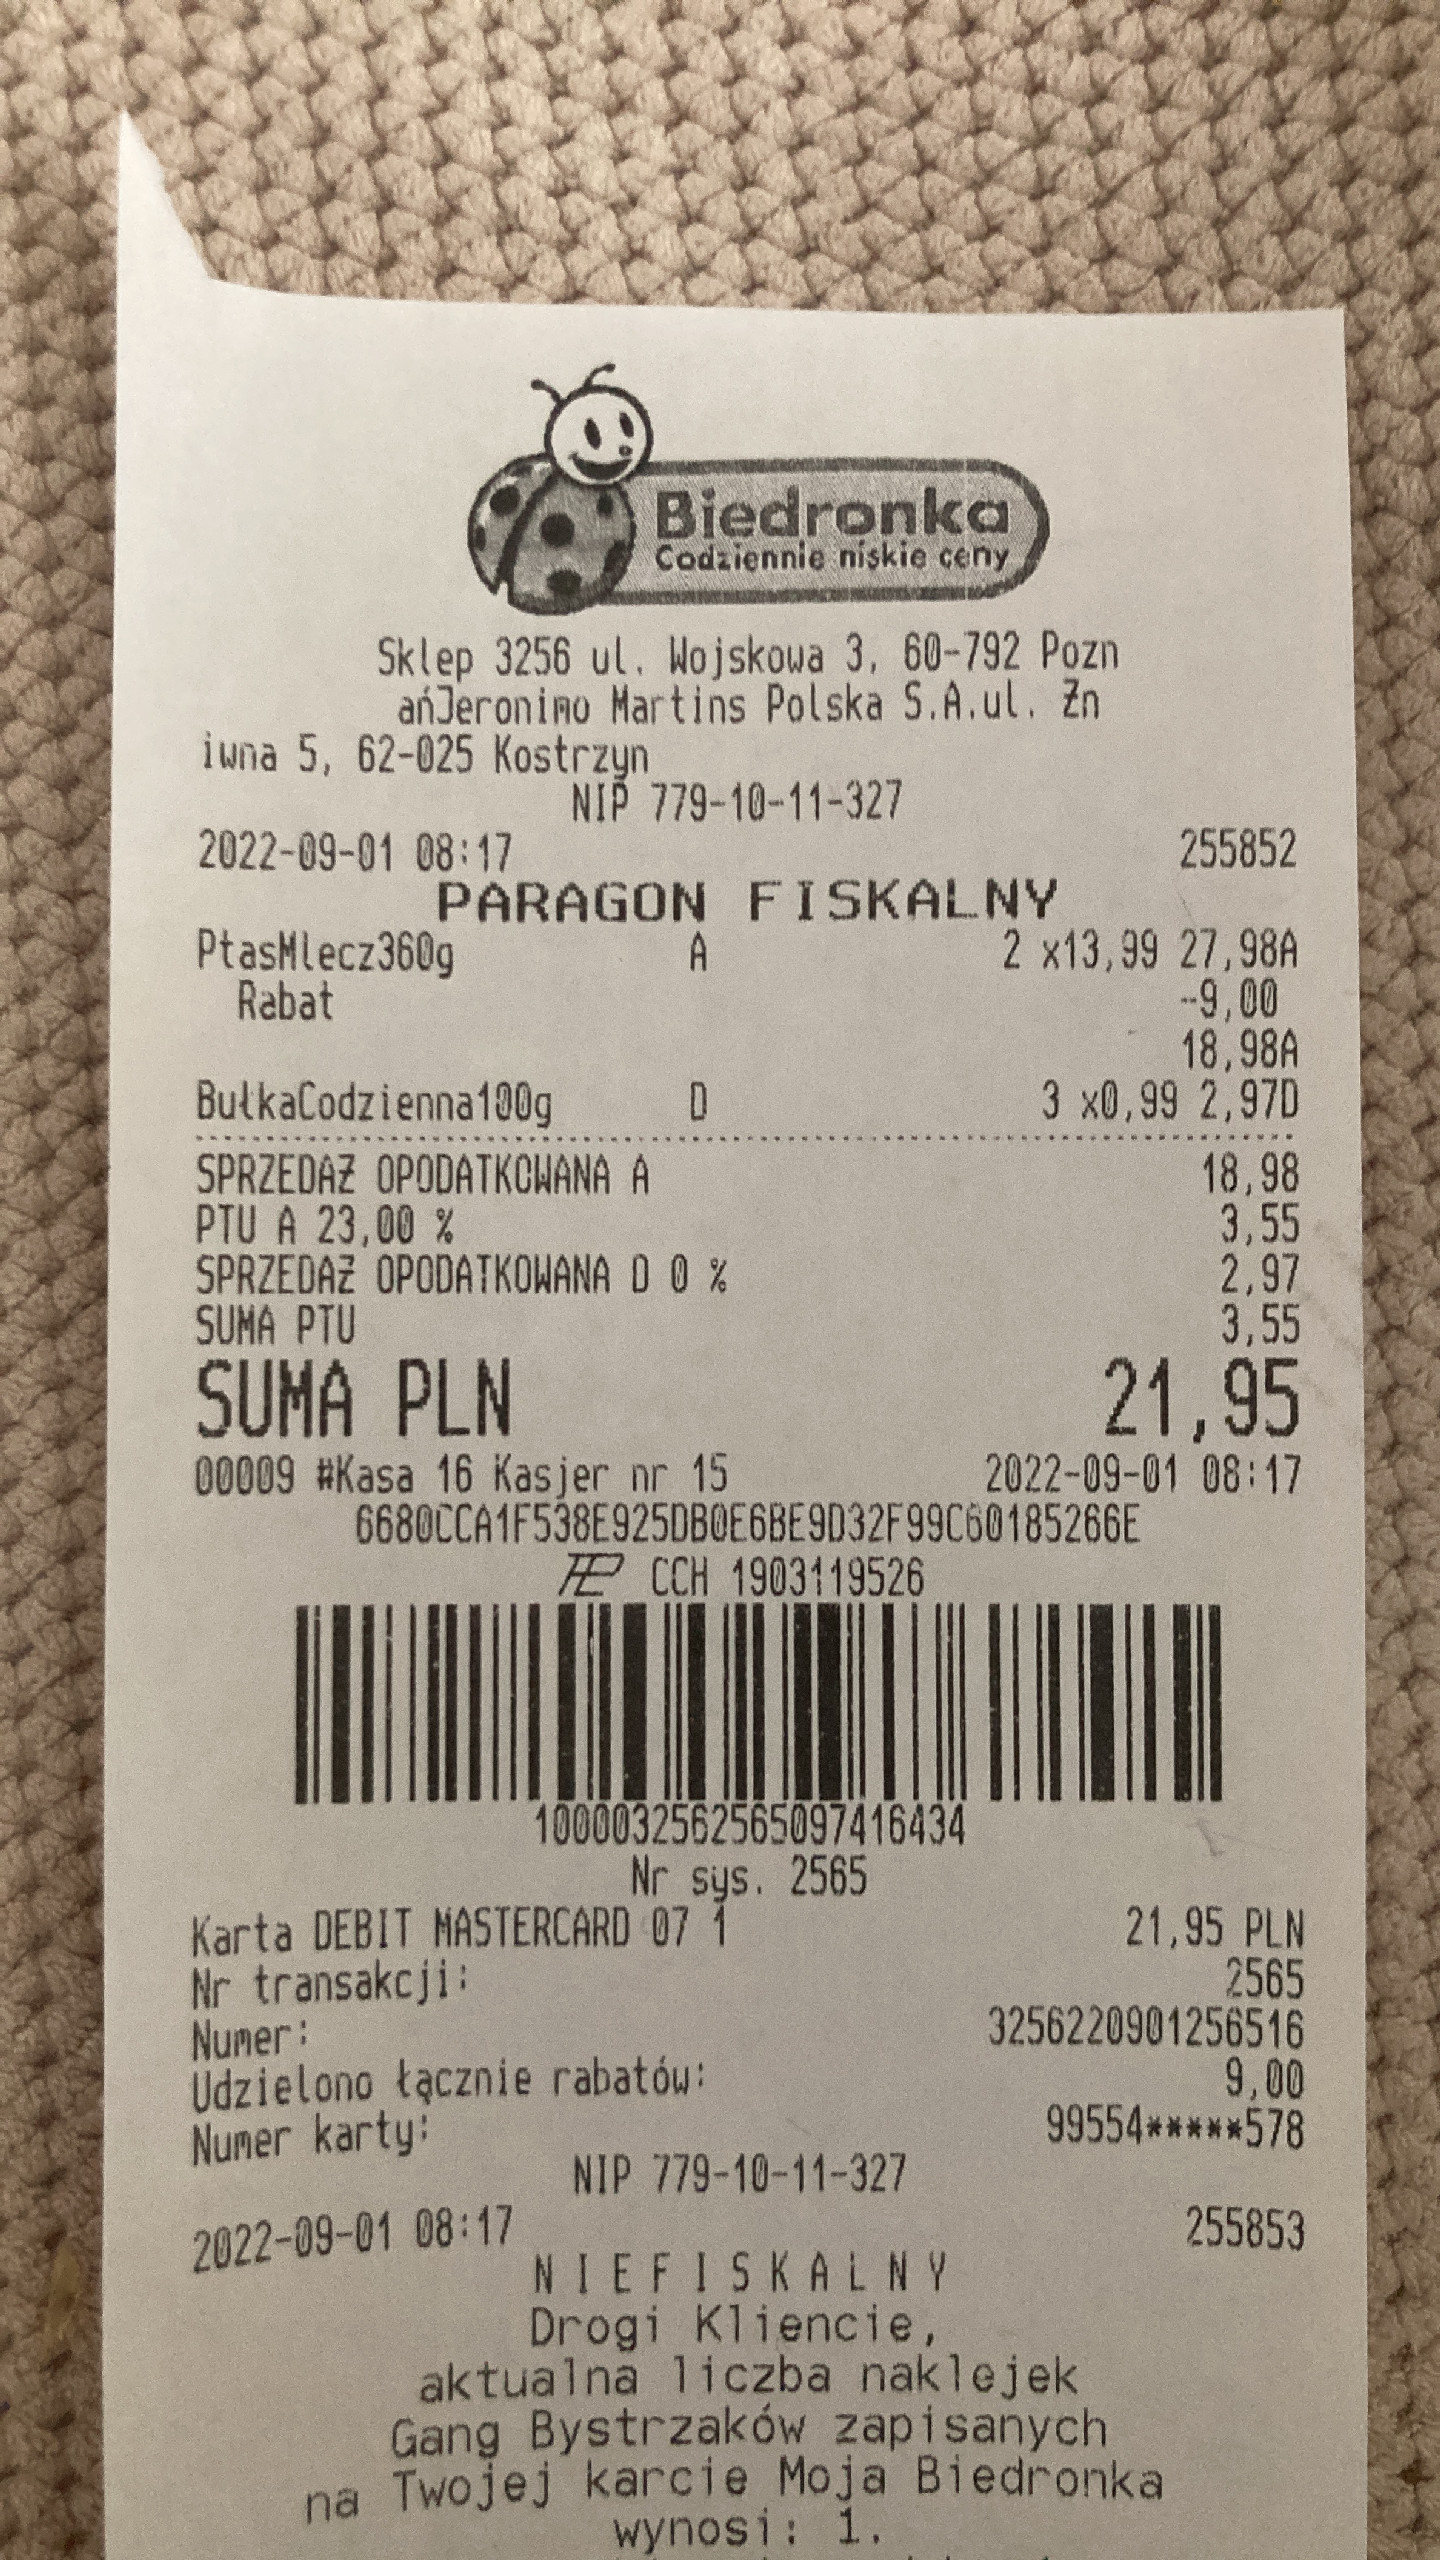 Biedronka
Codziennie niskie ceny
Sklep 3256 ul. Wojskowa 3, 60-792 Pozn
ańJeronimo Martins Polska S.A.ul. Żn
iwna 5, 62-025 Kostrzyn
NIP 779-10-11-327
2022-09-01 08:17 255852
PARAGON FISKALNY
PtasMlecz360g A 2 x13,99 27,98A
Rabat -9,00
18,98A
BułkaCodzienna100g D 3 x0,99 2,97D
SPRZEDAŻ OPODATKOWANA A 18,98
PTU A 23,00 % 3,55
SPRZEDAŻ OPODATKOWANA D 0 % 2,97
SUMA PTU 3,55
SUMA PLN 21,95
00009 #Kasa 16 Kasjer nr 15 2022-09-01 08:17
6680CCA1F538E925DB0E6BE9D32F99C60185266E
CCH 1903119526
1000032562565097416434
Nr sys. 2565
Karta DEBIT MASTERCARD 07 1 21,95 PLN
Nr transakcji: 2565
Numer: 3256220901256516
Udzielono łącznie rabatów: 9,00
Numer karty: 99554*****578
NIP 779-10-11-327
2022-09-01 08:17 255853
NIEFISKALNY
Drogi Kliencie,
aktualna liczba naklejek
Gang Bystrzaków zapisanych
na Twojej karcie Moja Biedronka
wynosi: 1.